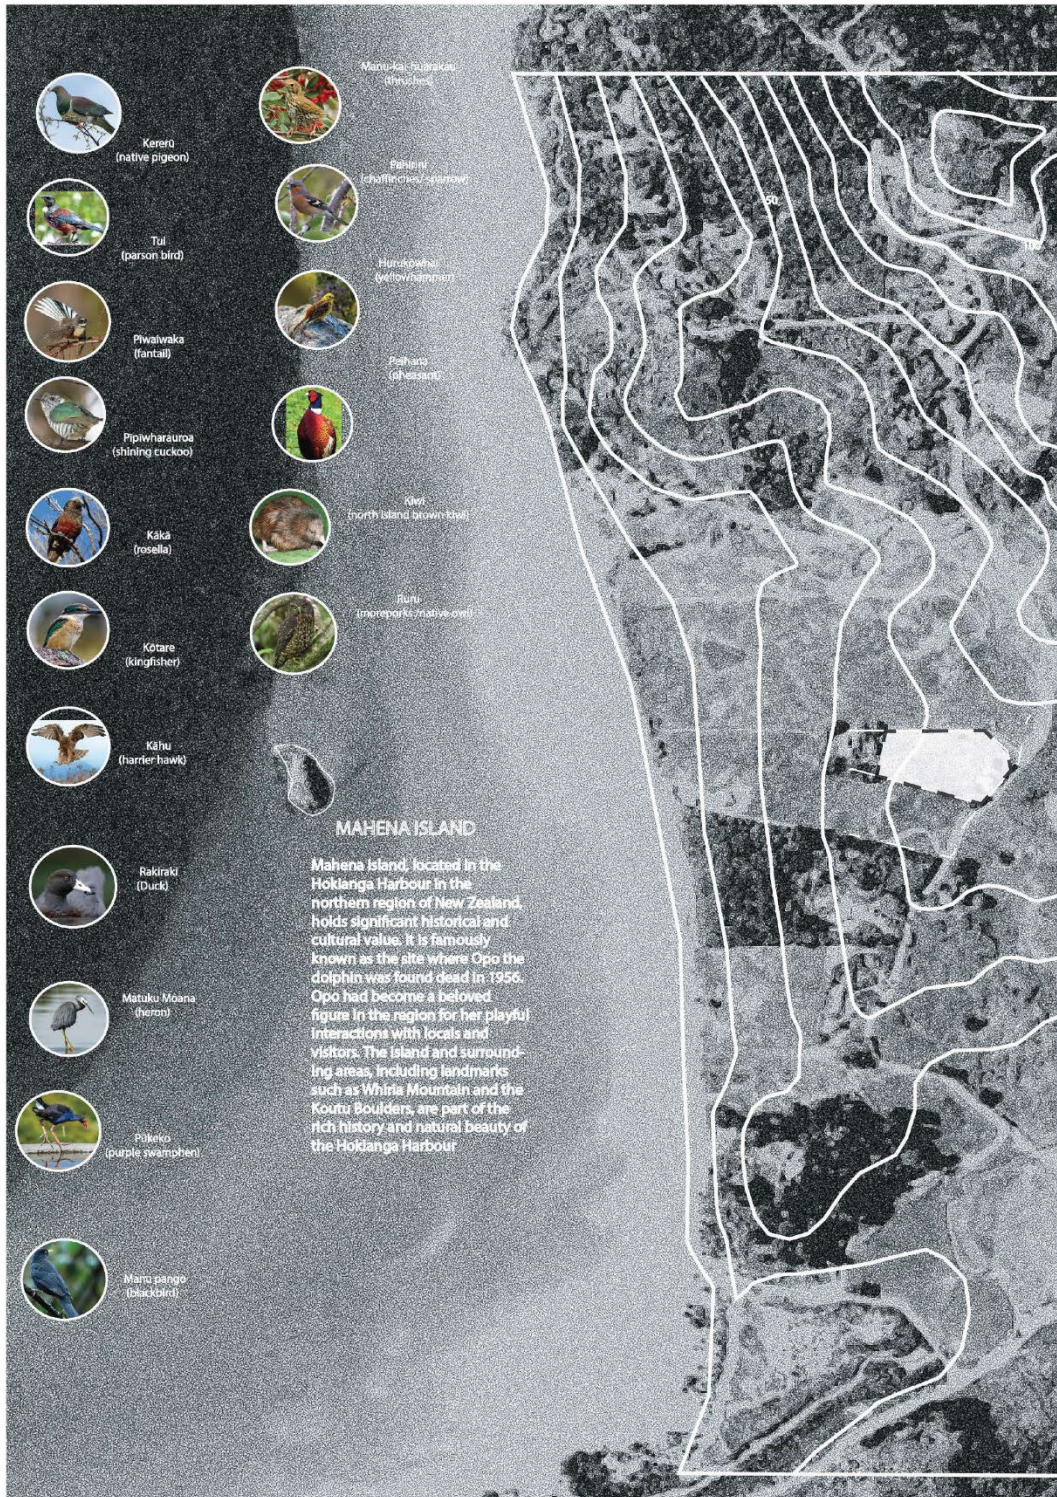 Kererū
(native pigeon)
Tui
(parson bird)
Piwaiwaka
(fantail)
Pipiwharauroa
(shining cuckoo)
Kākā
(rosella)
Kōtare
(kingfisher)
Kāhu
(harrier hawk)
Rakiraki
(Duck)
Matuku Moana
(heron)
Pūkeko
(purple swamphen)
Manu pango
(blackbird)
Manu-kai-huarakau
(thrushes)
Pahirini
(chaffinches/ sparrow)
Hurukowhai
(yellowhammer)
Peihana
(pheasant)
Kiwi
(north island brown kiwi)
Ruru
(moreporks /native owl)
MAHENA ISLAND
Mahena Island, located in the
Hokianga Harbour in the
northern region of New Zealand,
holds significant historical and
cultural value. It is famously
known as the site where Opo the
dolphin was found dead in 1956.
Opo had become a beloved
figure in the region for her playful
interactions with locals and
visitors. The island and surround-
ing areas, including landmarks
such as Whiria Mountain and the
Koutu Boulders, are part of the
rich history and natural beauty of
the Hokianga Harbour
50
100